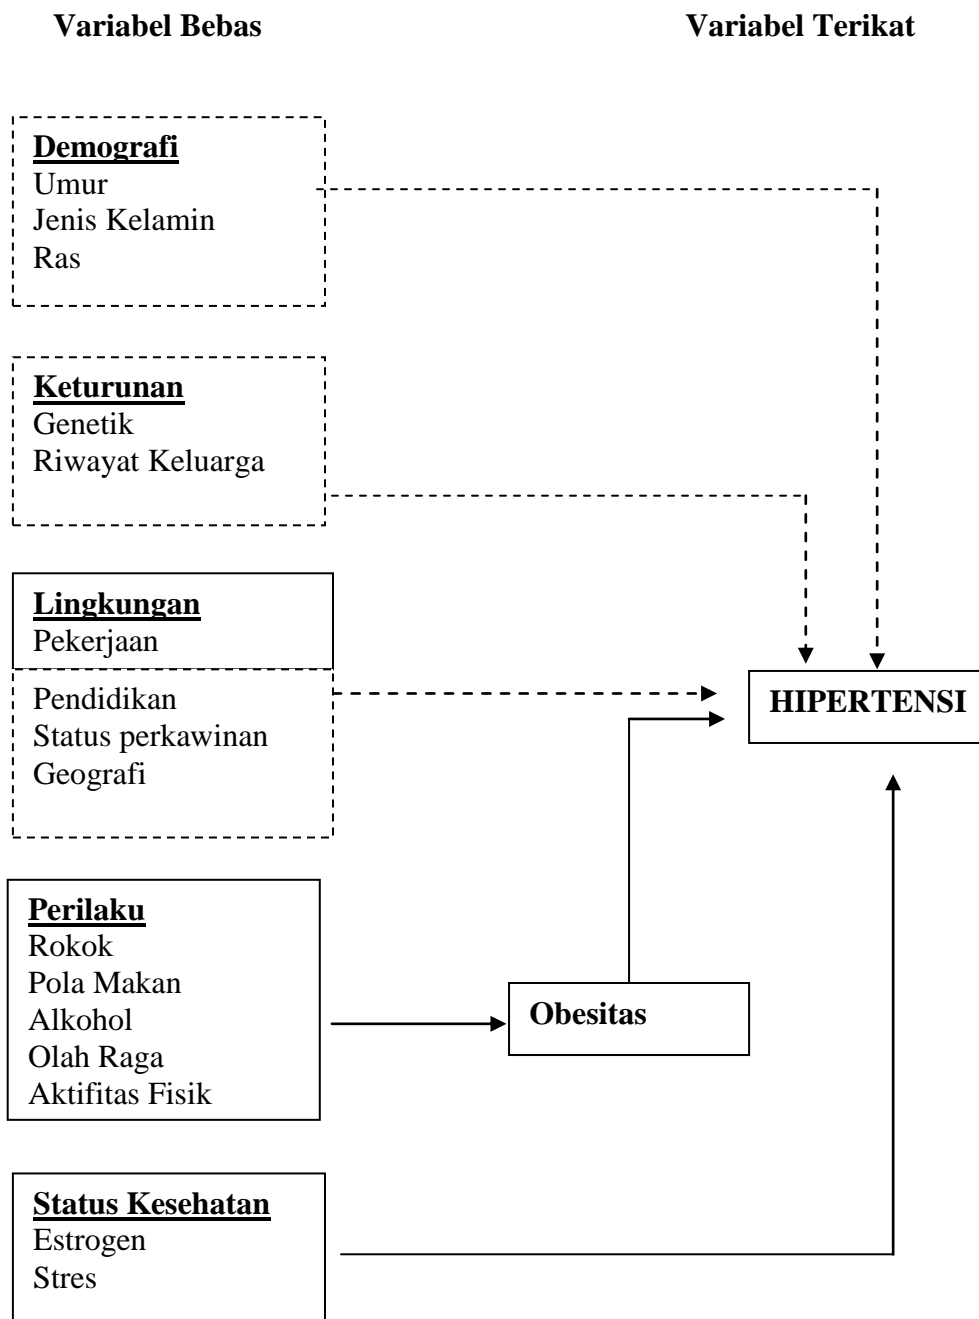 Variabel Bebas
Variabel Terikat
Demografi
Umur
Jenis Kelamin
Ras
Keturunan
Genetik
Riwayat Keluarga
Lingkungan
Pekerjaan
Pendidikan
Status perkawinan
Geografi
HIPERTENSI
Perilaku
Rokok
Pola Makan
Alkohol
Olah Raga
Aktifitas Fisik
Obesitas
Status Kesehatan
Estrogen
Stres